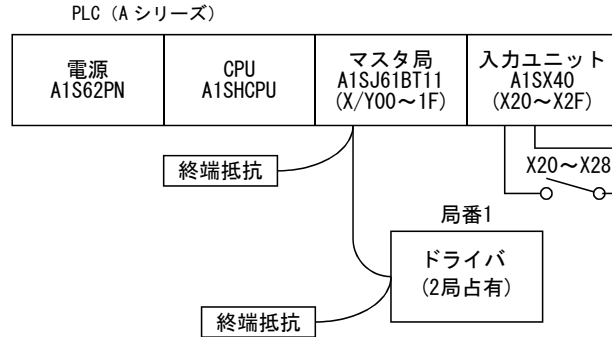 PLC (A シリーズ)
電源
A1S62PN
CPU
A1SHCPU
マスタ局
A1SJ61BT11
(X/Y00～1F)
入力ユニット
A1SX40
(X20～X2F)
終端抵抗
X20～X28
局番1
ドライバ
(2局占有)
終端抵抗